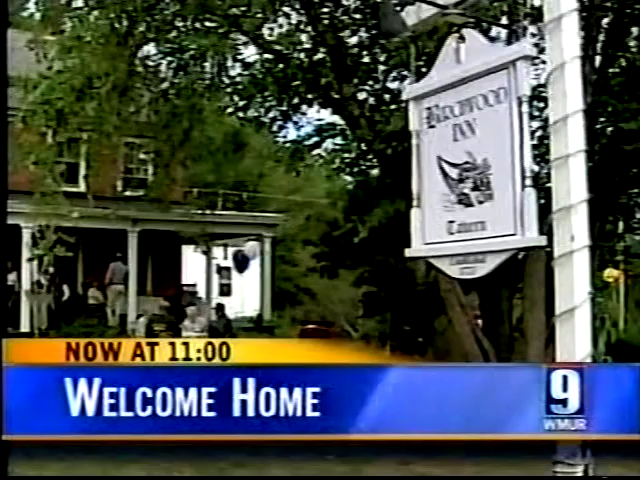 BIRCHWOOD
INN
Tavern
NOW AT 11:00
WELCOME HOME
9
WMUR